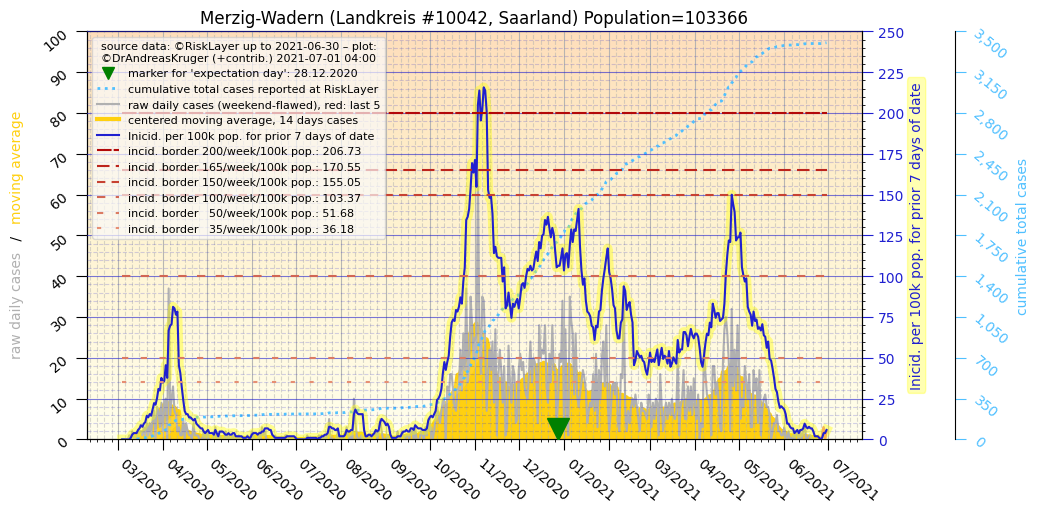 Merzig-Wadern (Landkreis #10042, Saarland) Population=103366
source data: ©RiskLayer up to 2021-06-30 – plot:
©DrAndreasKruger (+contrib.) 2021-07-01 04:00
marker for 'expectation day': 28.12.2020
cumulative total cases reported at RiskLayer
raw daily cases (weekend-flawed), red: last 5
centered moving average, 14 days cases
Inicid. per 100k pop. for prior 7 days of date
incid. border 200/week/100k pop.: 206.73
incid. border 165/week/100k pop.: 170.55
incid. border 150/week/100k pop.: 155.05
incid. border 100/week/100k pop.: 103.37
incid. border   50/week/100k pop.: 51.68
incid. border   35/week/100k pop.: 36.18
raw daily cases  /  moving average
100
90
80
70
60
50
40
30
20
10
0
03/2020
04/2020
05/2020
06/2020
07/2020
08/2020
09/2020
10/2020
11/2020
12/2020
01/2021
02/2021
03/2021
04/2021
05/2021
06/2021
07/2021
250
225
200
175
150
125
100
75
50
25
0
Inicid. per 100k pop. for prior 7 days of date
3,500
3,150
2,800
2,450
2,100
1,750
1,400
1,050
700
350
0
cumulative total cases